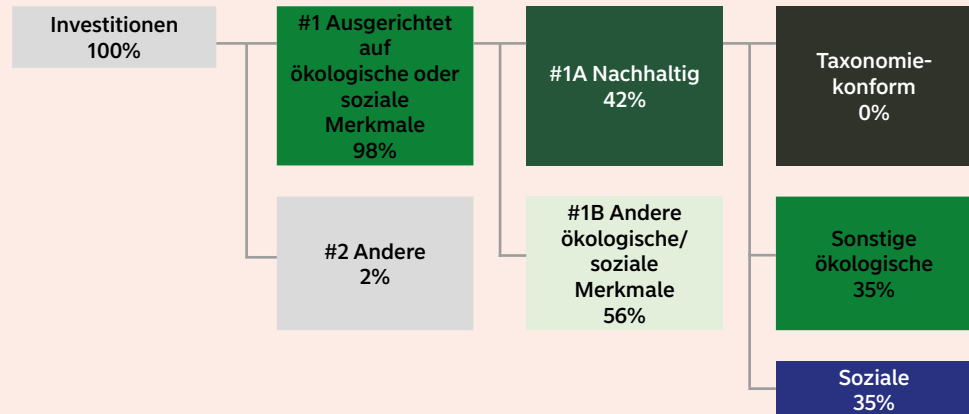 Investitionen
100%
#1 Ausgerichtet
auf
ökologische oder
soziale
Merkmale
98%
#2 Andere
2%
#1A Nachhaltig
42%
#1B Andere
ökologische/
soziale
Merkmale
56%
Taxonomie-
konform
0%
Sonstige
ökologische
35%
Soziale
35%